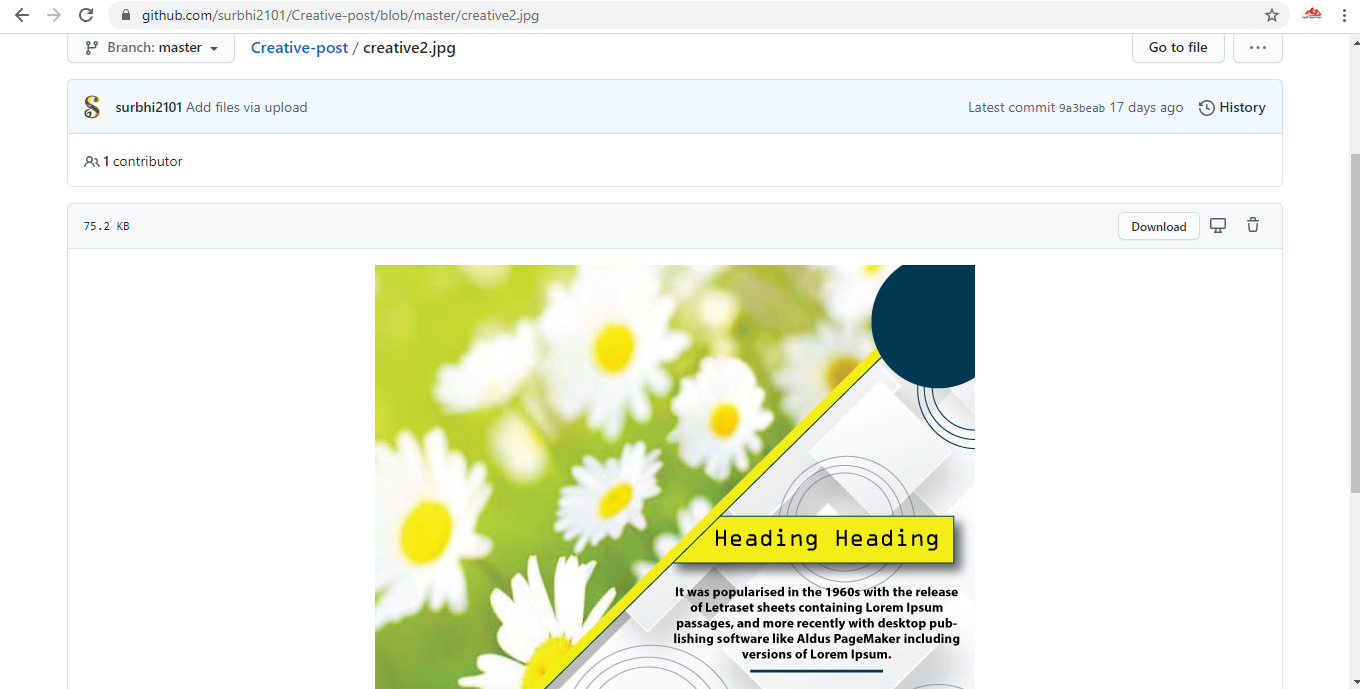 github.com/surbhi2101/Creative-post/blob/master/creative2.jpg
Branch: master Creative-post / creative2.jpg Go to file ...
surbhi2101 Add files via upload Latest commit 9a3beab 17 days ago History
1 contributor
75.2 KB Download
Heading Heading
It was popularised in the 1960s with the release
of Letraset sheets containing Lorem Ipsum
passages, and more recently with desktop pub-
lishing software like Aldus PageMaker including
versions of Lorem Ipsum.